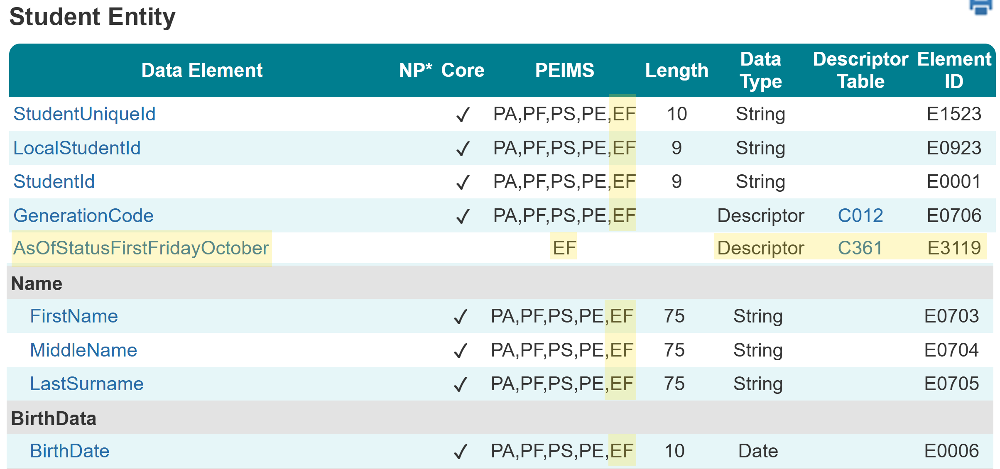 Student Entity
Data Element NP* Core PEIMS Length Data Type Descriptor Table Element ID
StudentUniqueId ✓ PA,PF,PS,PE,EF 10 String E1523
LocalStudentId ✓ PA,PF,PS,PE,EF 9 String E0923
StudentId ✓ PA,PF,PS,PE,EF 9 String E0001
GenerationCode ✓ PA,PF,PS,PE,EF Descriptor C012 E0706
AsOfStatusFirstFridayOctober EF Descriptor C361 E3119
Name
FirstName ✓ PA,PF,PS,PE,EF 75 String E0703
MiddleName ✓ PA,PF,PS,PE,EF 75 String E0704
LastSurname ✓ PA,PF,PS,PE,EF 75 String E0705
BirthData
BirthDate ✓ PA,PF,PS,PE,EF 10 Date E0006